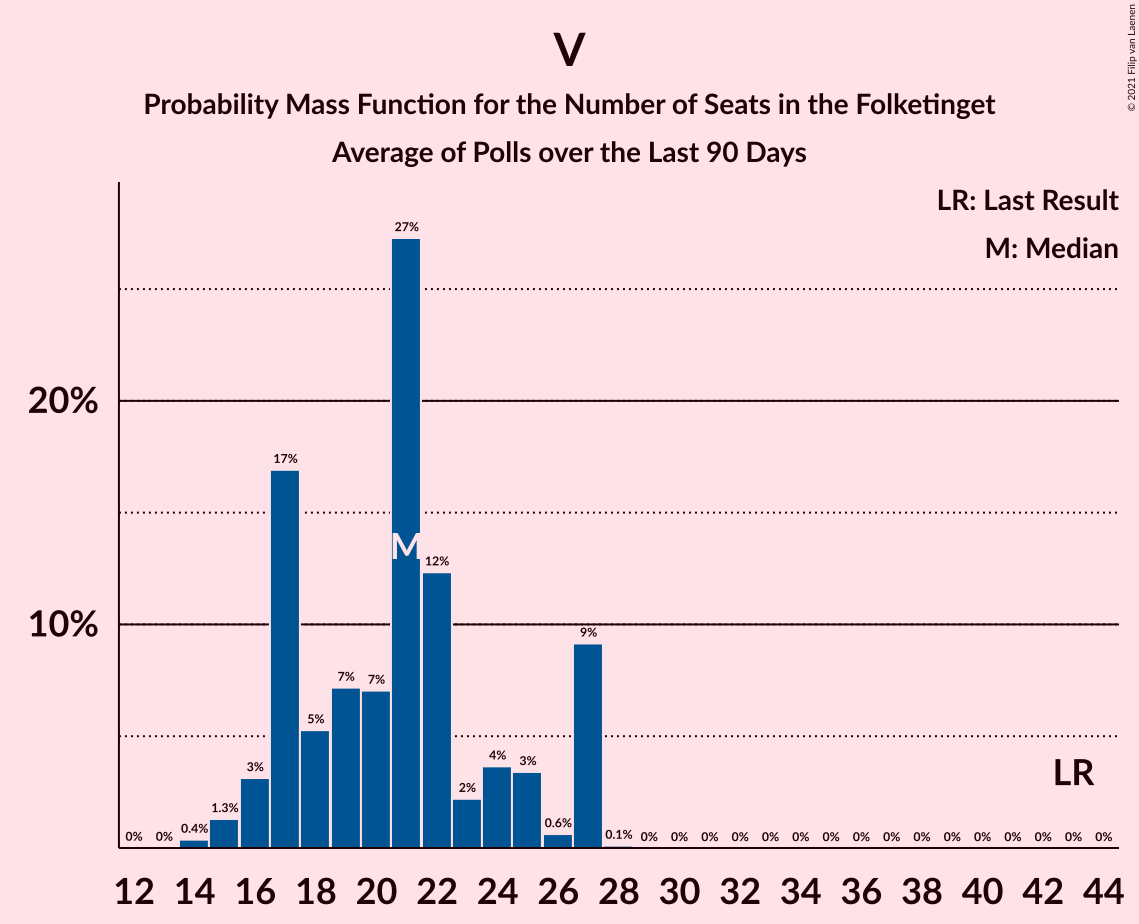 V
Probability Mass Function for the Number of Seats in the Folketinget
Average of Polls over the Last 90 Days
© 2021 Filip van Laenen
LR: Last Result
M: Median
20%
10%
0% 0% 0.4% 1.3% 3% 17% 5% 7% 7% 27% 12% 2% 4% 3% 0.6% 9% 0.1% 0% 0% 0% 0% 0% 0% 0% 0% 0% 0% 0% 0% 0% 0% 0% 0%
M
LR
12 14 16 18 20 22 24 26 28 30 32 34 36 38 40 42 44